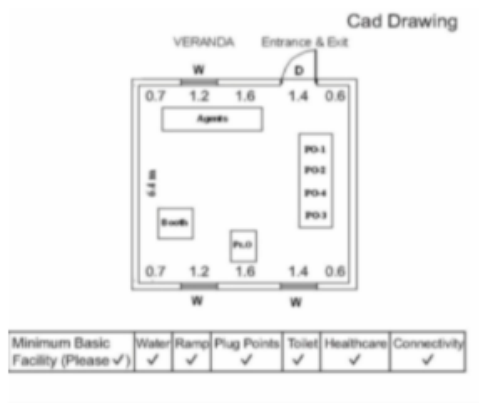 Cad Drawing
VERANDA Entrance & Exit
W D
0.7 1.2 1.6 1.4 0.6
Agents
PO-1
PO-2
PO-4
PO-3
6.4 m
Booth
Pr.O
0.7 1.2 1.6 1.4 0.6
W W
Minimum Basic Facility (Please ✓) Water Ramp Plug Points Toilet Healthcare Connectivity
✓ ✓ ✓ ✓ ✓ ✓